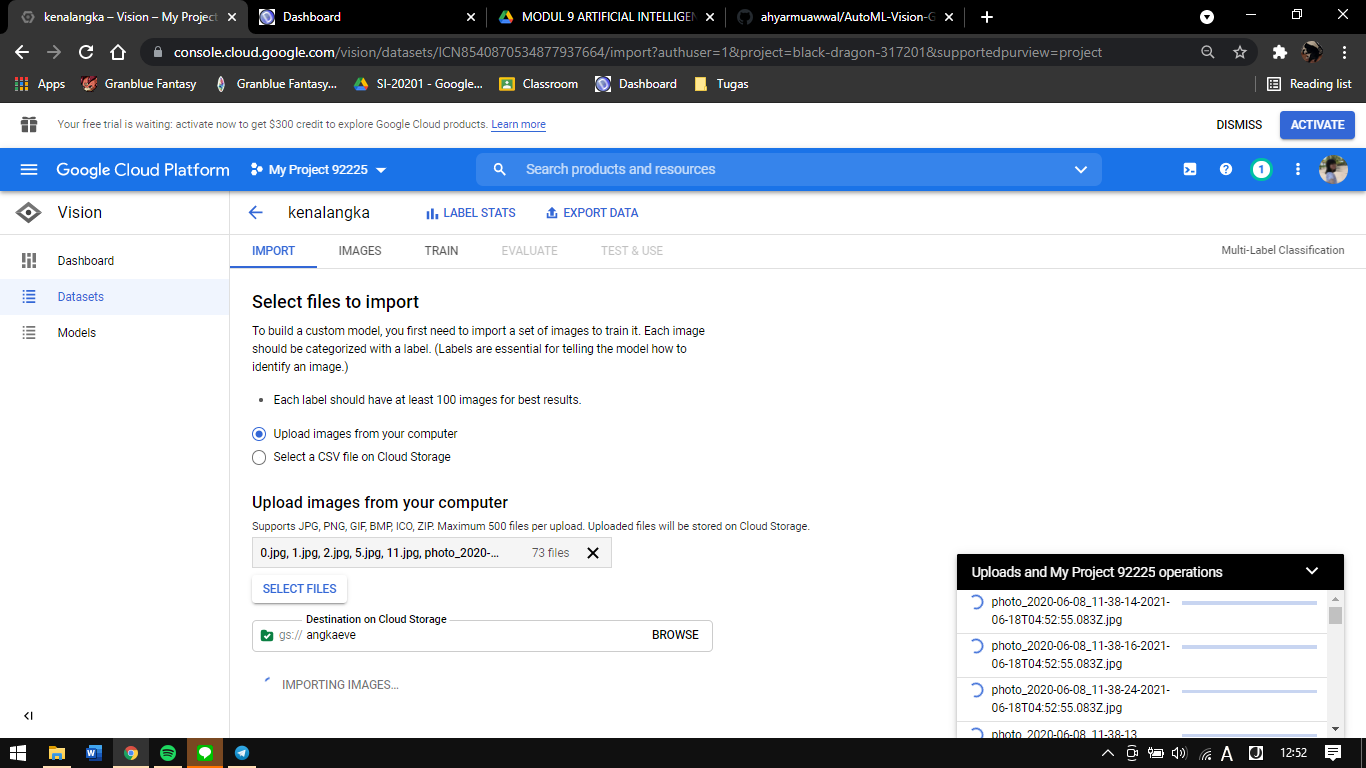 kenalangka – Vision – My Project
Dashboard
MODUL 9 ARTIFICIAL INTELLIGEN
ahyarmuawwal/AutoML-Vision-G
console.cloud.google.com/vision/datasets/ICN8540870534877937664/import?authuser=1&project=black-dragon-317201&supportedpurview=project
Apps
Granblue Fantasy
Granblue Fantasy...
SI-20201 - Google...
Classroom
Dashboard
Tugas
Reading list
Your free trial is waiting: activate now to get $300 credit to explore Google Cloud products. Learn more
DISMISS
ACTIVATE
Google Cloud Platform
My Project 92225
Search products and resources
1
Vision
kenalangka
LABEL STATS
EXPORT DATA
IMPORT
IMAGES
TRAIN
EVALUATE
TEST & USE
Multi-Label Classification
Dashboard
Datasets
Models
Select files to import
To build a custom model, you first need to import a set of images to train it. Each image
should be categorized with a label. (Labels are essential for telling the model how to
identify an image.)
Each label should have at least 100 images for best results.
Upload images from your computer
Select a CSV file on Cloud Storage
Upload images from your computer
Supports JPG, PNG, GIF, BMP, ICO, ZIP. Maximum 500 files per upload. Uploaded files will be stored on Cloud Storage.
0.jpg, 1.jpg, 2.jpg, 5.jpg, 11.jpg, photo_2020-...
73 files
SELECT FILES
Destination on Cloud Storage
gs:// angkaeve
BROWSE
IMPORTING IMAGES...
Uploads and My Project 92225 operations
photo_2020-06-08_11-38-14-2021-
06-18T04:52:55.083Z.jpg
photo_2020-06-08_11-38-16-2021-
06-18T04:52:55.083Z.jpg
photo_2020-06-08_11-38-24-2021-
06-18T04:52:55.083Z.jpg
photo_2020-06-08_11-38-13
A
12:52